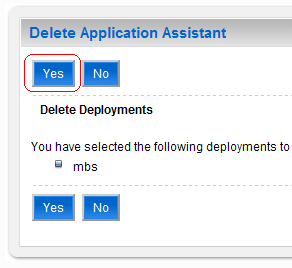 Delete Application Assistant
Yes No
Delete Deployments
You have selected the following deployments to
mbs
Yes No